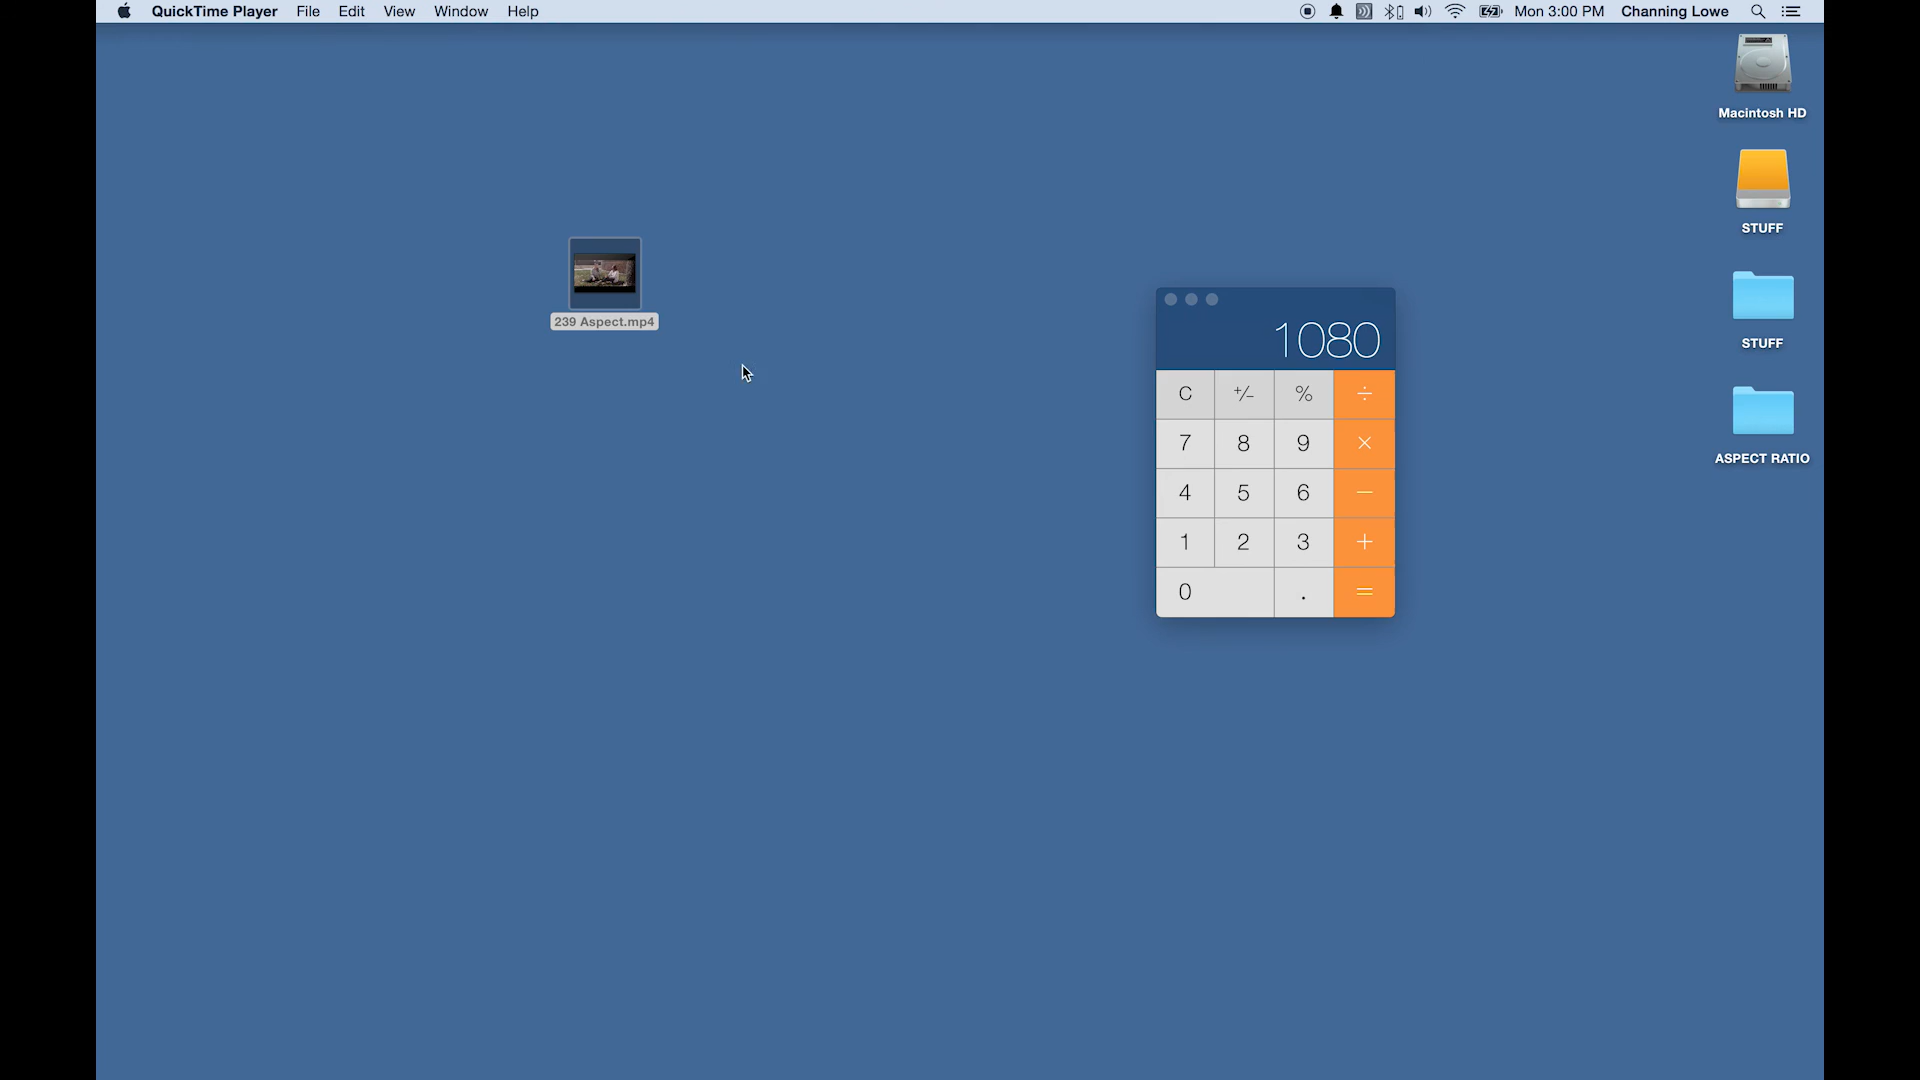 QuickTime Player File Edit View Window Help Mon 3:00 PM Channing Lowe
Macintosh HD
STUFF
239 Aspect.mp4
STUFF
ASPECT RATIO
1080
C +/- % ÷
7 8 9 ×
4 5 6 −
1 2 3 +
0 . =